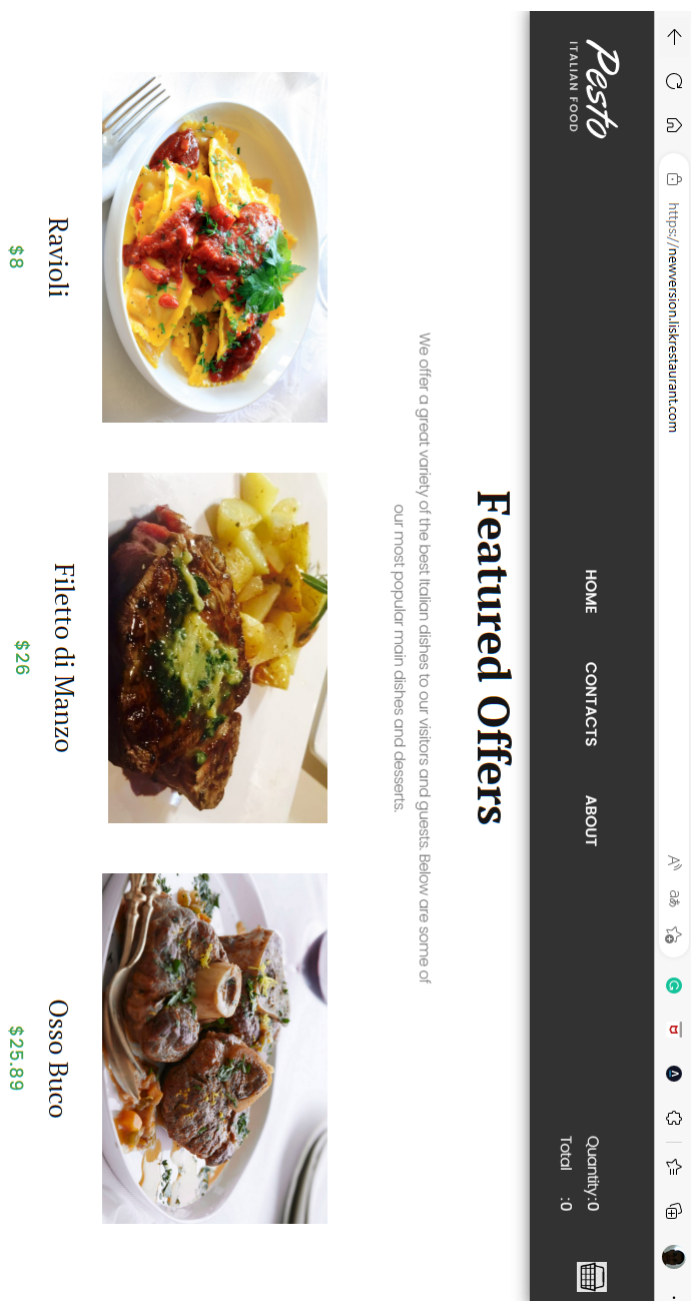 https://newversion.liskrestaurant.com
Pesto
ITALIAN FOOD
HOME CONTACTS ABOUT
Quantity:0
Total :0
Featured Offers
We offer a great variety of the best Italian dishes to our visitors and guests. Below are some of
our most popular main dishes and desserts.
Ravioli
$8
Filetto di Manzo
$26
Osso Buco
$25.89